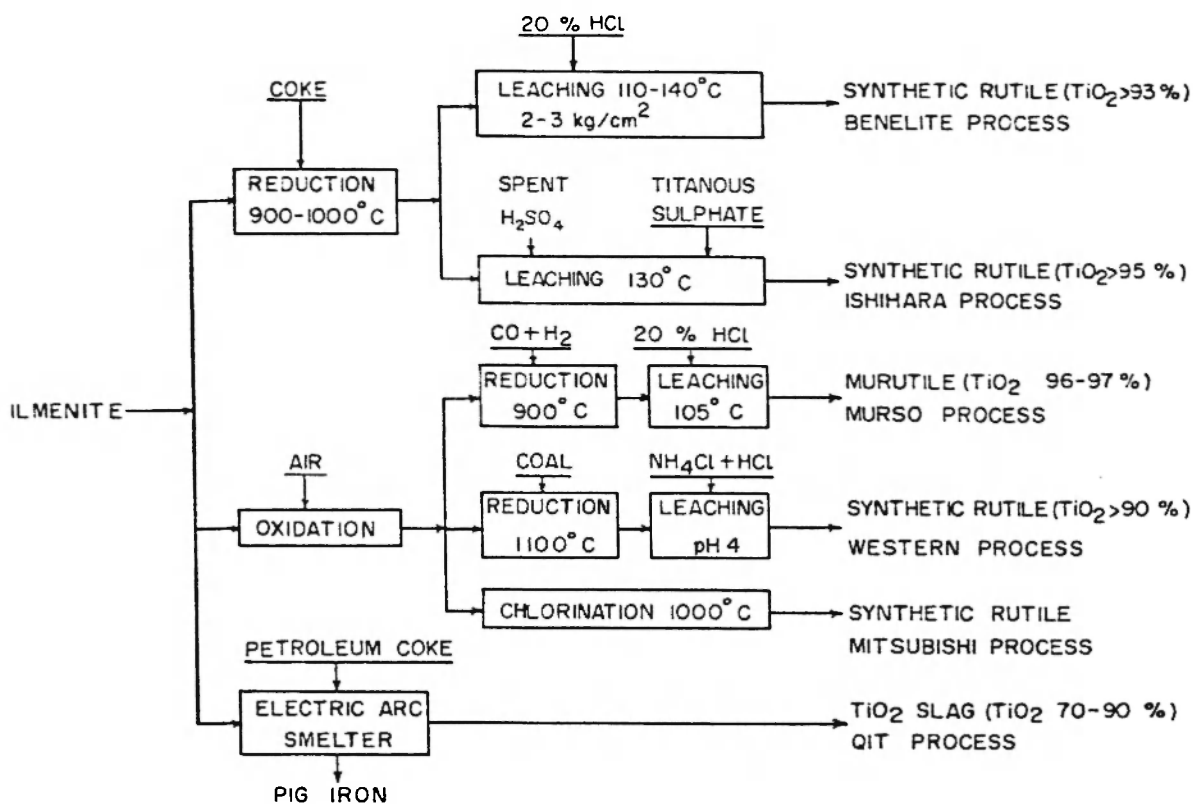 20 % HCl
COKE
LEACHING 110-140°C
2-3 kg/cm²
SYNTHETIC RUTILE (TiO₂>93 %)
BENELITE PROCESS
REDUCTION
900-1000°C
SPENT
H₂SO₄
TITANOUS
SULPHATE
LEACHING 130°C
SYNTHETIC RUTILE (TiO₂>95 %)
ISHIHARA PROCESS
CO+H₂
20 % HCl
REDUCTION
900°C
LEACHING
105°C
MURUTILE (TiO₂ 96-97 %)
MURSO PROCESS
ILMENITE
AIR
OXIDATION
COAL
NH₄Cl+HCl
REDUCTION
1100°C
LEACHING
pH 4
SYNTHETIC RUTILE (TiO₂>90 %)
WESTERN PROCESS
CHLORINATION 1000°C
SYNTHETIC RUTILE
MITSUBISHI PROCESS
PETROLEUM COKE
ELECTRIC ARC
SMELTER
TiO₂ SLAG (TiO₂ 70-90 %)
QIT PROCESS
PIG IRON